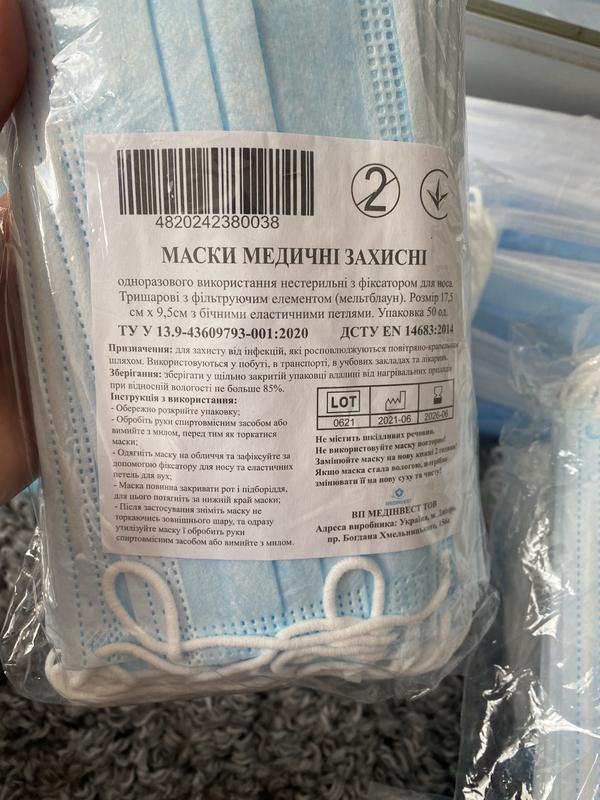 4820242380038
2
МАСКИ МЕДИЧНІ ЗАХИСНІ
одноразового використання нестерильні з фіксатором для носа.
Тришарові з фільтруючим елементом (мельтблаун). Розмір 17,5
см х 9,5см з бічними еластичними петлями. Упаковка 50 од.
ТУ У 13.9-43609793-001:2020 ДСТУ EN 14683:2014
Призначення: для захисту від інфекцій, які розповлюджуються повітряно-крапельним
шляхом. Використовуються у побуті, в транспорті, в учбових закладах та лікарнях.
Зберігання: зберігати у щільно закритій упаковці вдалині від нагрівальних приладів
при відносній вологості не больше 85%.
Інструкція з використання:
- Обережно розкрийте упаковку;
- Обробіть руки спиртовмісним засобом або
вимийте з милом, перед тим як торкатися
маски;
- Одягніть маску на обличчя та зафіксуйте за
допомогою фіксатору для носу та еластичних
петель для вух;
- Маска повинна закривати рот і підборіддя,
для цього потягніть за нижній край маски;
- Після застосування зніміть маску не
торкаючись зовнішнього шару, та одразу
утилізуйте маску і обробить руки
спиртовмісним засобом або вимийте з милом.
LOT
0621 2021-06 2026-06
Не містить шкідливих речовин.
Не використовуйте маску повторно!
Замінюйте маску на нову кожні 2 години!
Якщо маска стала вологою, потрібно
змінювати її на нову суху та чисту!
MEDINVEST
ВП МЕДІНВЕСТ ТОВ
Адреса виробника: Україна, м. Дніпро,
пр. Богдана Хмельницького, 156а